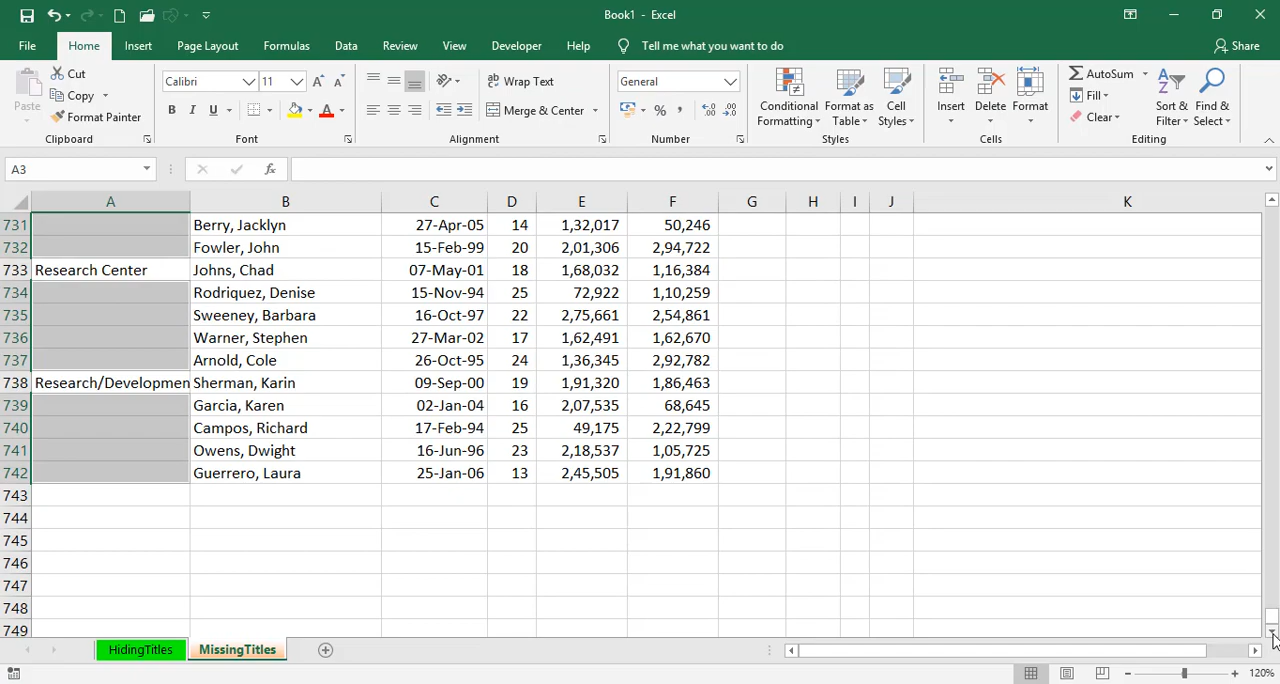 Book1 - Excel
File Home Insert Page Layout Formulas Data Review View Developer Help Tell me what you want to do Share
Paste Cut Copy Format Painter Clipboard
Calibri 11 A A B I U A Font
ab Wrap Text Merge & Center Alignment
General % , Number
Conditional Formatting Format as Table Cell Styles Styles
Insert Delete Format Cells
AutoSum Fill Clear Sort & Filter Find & Select Editing
A3 fx
A B C D E F G H I J K
731 Berry, Jacklyn 27-Apr-05 14 1,32,017 50,246
732 Fowler, John 15-Feb-99 20 2,01,306 2,94,722
733 Research Center Johns, Chad 07-May-01 18 1,68,032 1,16,384
734 Rodriquez, Denise 15-Nov-94 25 72,922 1,10,259
735 Sweeney, Barbara 16-Oct-97 22 2,75,661 2,54,861
736 Warner, Stephen 27-Mar-02 17 1,62,491 1,62,670
737 Arnold, Cole 26-Oct-95 24 1,36,345 2,92,782
738 Research/Developmen Sherman, Karin 09-Sep-00 19 1,91,320 1,86,463
739 Garcia, Karen 02-Jan-04 16 2,07,535 68,645
740 Campos, Richard 17-Feb-94 25 49,175 2,22,799
741 Owens, Dwight 16-Jun-96 23 2,18,537 1,05,725
742 Guerrero, Laura 25-Jan-06 13 2,45,505 1,91,860
743
744
745
746
747
748
749
HidingTitles MissingTitles
120%